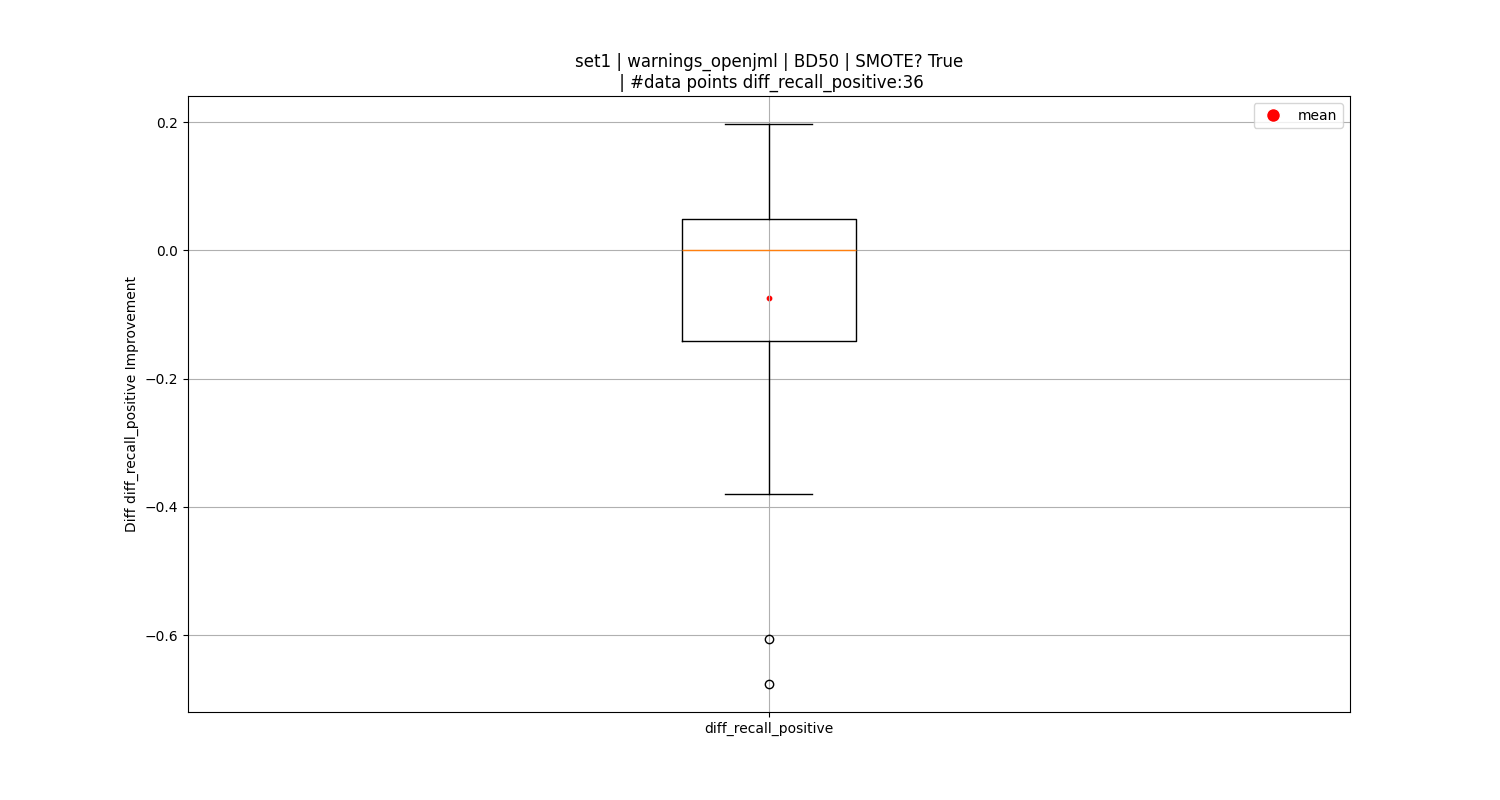 set1 | warnings_openjml | BD50 | SMOTE? True
| #data points diff_recall_positive:36
mean
0.2
0.0
−0.2
−0.4
−0.6
Diff diff_recall_positive Improvement
diff_recall_positive